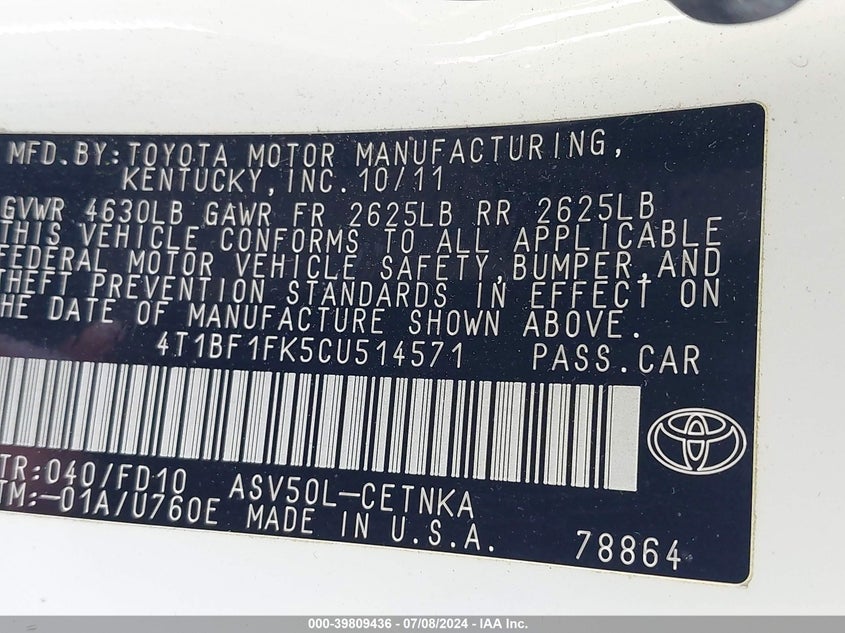 MFD.BY:TOYOTA MOTOR MANUFACTURING,
KENTUCKY,INC. 10/11
GVWR 4630LB GAWR FR 2625LB RR 2625LB
THIS VEHICLE CONFORMS TO ALL APPLICABLE
FEDERAL MOTOR VEHICLE SAFETY,BUMPER,AND
THEFT PREVENTION STANDARDS IN EFFECT ON
HE DATE OF MANUFACTURE SHOWN ABOVE.
4T1BF1FK5CU514571 PASS.CAR
TR:040/FD10 ASV50L-CETNKA
TM:-01A/U760E MADE IN U.S.A. 78864
000-39809436 - 07/08/2024 - IAA Inc.